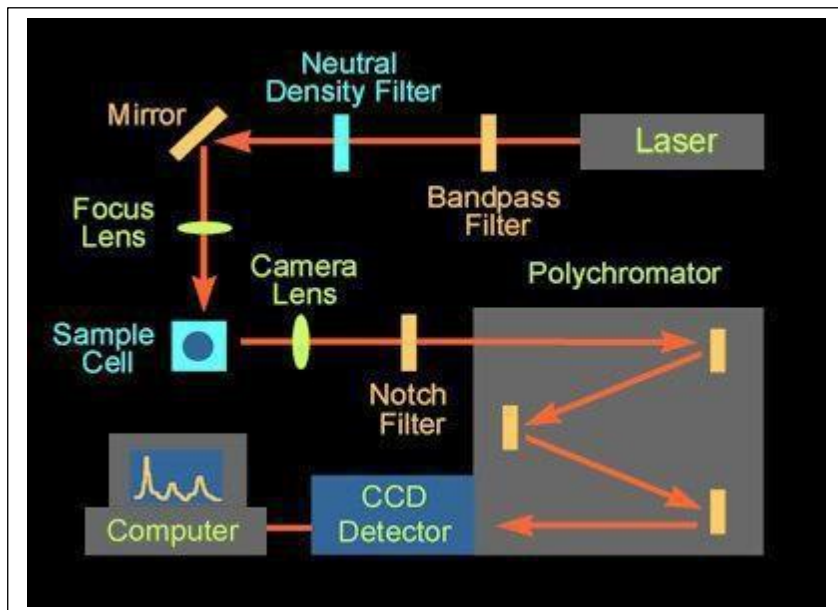 Neutral
Density Filter
Mirror
Laser
Bandpass
Filter
Focus
Lens
Camera
Lens
Polychromator
Sample
Cell
Notch
Filter
CCD
Detector
Computer